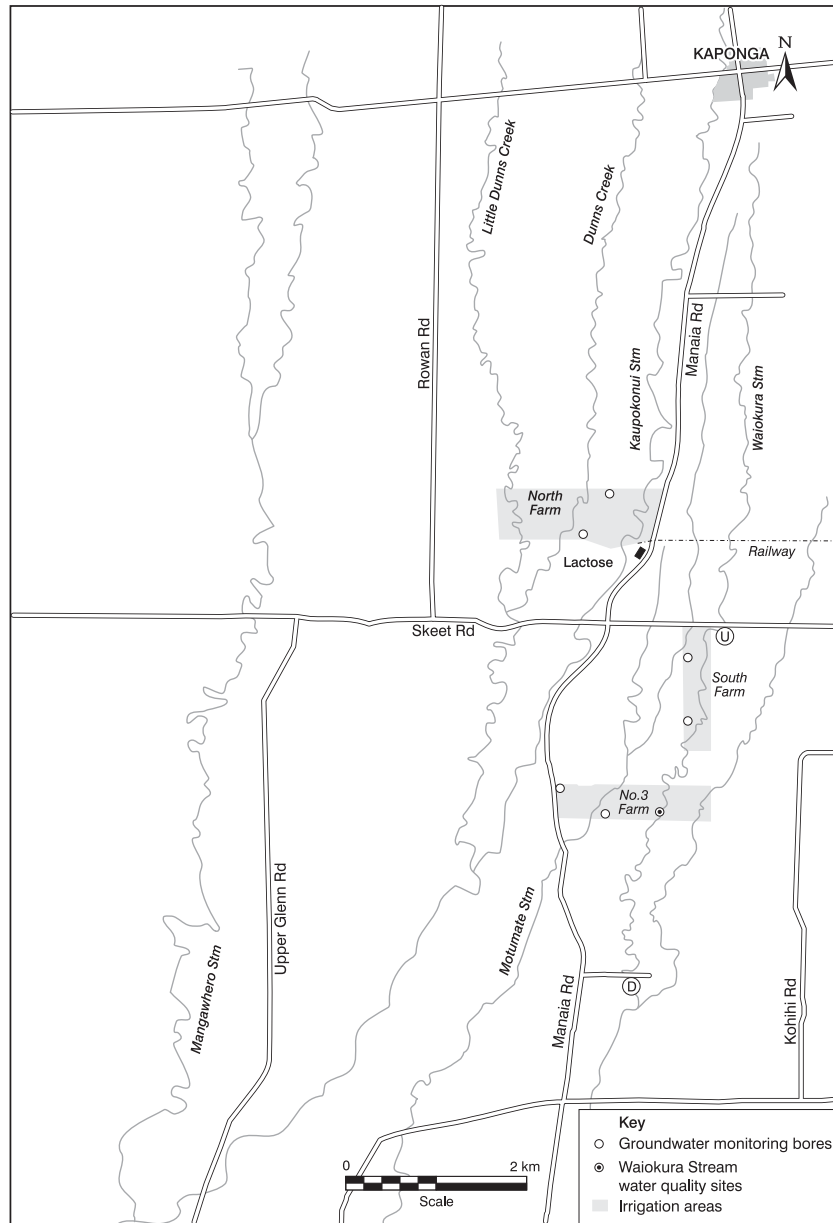 KAPONGA
N
Little Dunns Creek
Dunns Creek
Rowan Rd
Kaupokonui Stm
Manaia Rd
Waiokura Stm
North
Farm
Lactose
Railway
Skeet Rd
U
South
Farm
No.3
Farm
Upper Glenn Rd
Mangawhero Stm
Motumate Stm
Manaia Rd
D
Kohihi Rd
0
2 km
Scale
Key
Groundwater monitoring bores
Waiokura Stream
water quality sites
Irrigation areas